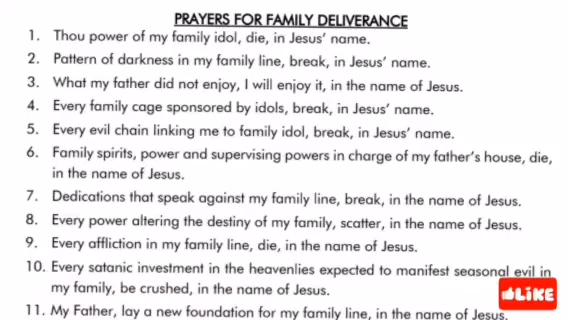 PRAYERS FOR FAMILY DELIVERANCE
1. Thou power of my family idol, die, in Jesus' name.
2. Pattern of darkness in my family line, break, in Jesus' name.
3. What my father did not enjoy, I will enjoy it, in the name of Jesus.
4. Every family cage sponsored by idols, break, in Jesus' name.
5. Every evil chain linking me to family idol, break, in Jesus' name.
6. Family spirits, power and supervising powers in charge of my father's house, die,
in the name of Jesus.
7. Dedications that speak against my family line, break, in the name of Jesus.
8. Every power altering the destiny of my family, scatter, in the name of Jesus.
9. Every affliction in my family line, die, in the name of Jesus.
10. Every satanic investment in the heavenlies expected to manifest seasonal evil in
my family, be crushed, in the name of Jesus.
LIKE
11. My Father, lay a new foundation for my family line, in the name of Jesus.